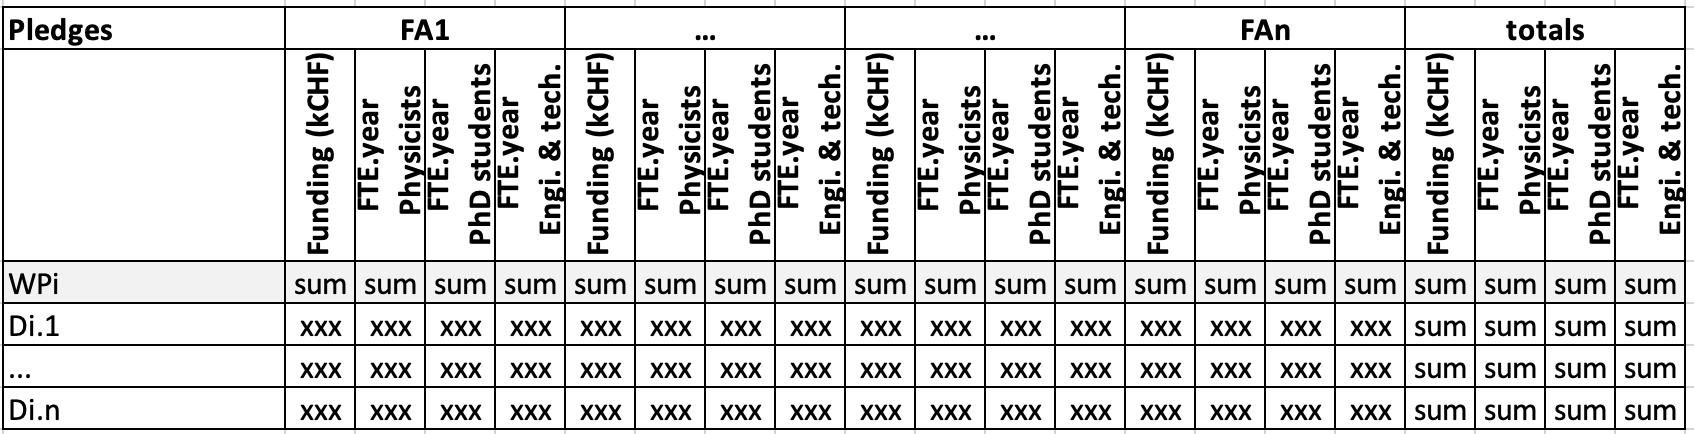 Pledges FA1 ... ... FAn totals
Funding (kCHF) FTE.year Physicists FTE.year PhD students FTE.year Engi. & tech. Funding (kCHF) FTE.year Physicists FTE.year PhD students FTE.year Engi. & tech. Funding (kCHF) FTE.year Physicists FTE.year PhD students FTE.year Engi. & tech. Funding (kCHF) FTE.year Physicists FTE.year PhD students FTE.year Engi. & tech. Funding (kCHF) FTE.year Physicists FTE.year PhD students FTE.year Engi. & tech.
WPi sum sum sum sum sum sum sum sum sum sum sum sum sum sum sum sum sum sum sum sum
Di.1 xxx xxx xxx xxx xxx xxx xxx xxx xxx xxx xxx xxx xxx xxx xxx xxx sum sum sum sum
... xxx xxx xxx xxx xxx xxx xxx xxx xxx xxx xxx xxx xxx xxx xxx xxx sum sum sum sum
Di.n xxx xxx xxx xxx xxx xxx xxx xxx xxx xxx xxx xxx xxx xxx xxx xxx sum sum sum sum